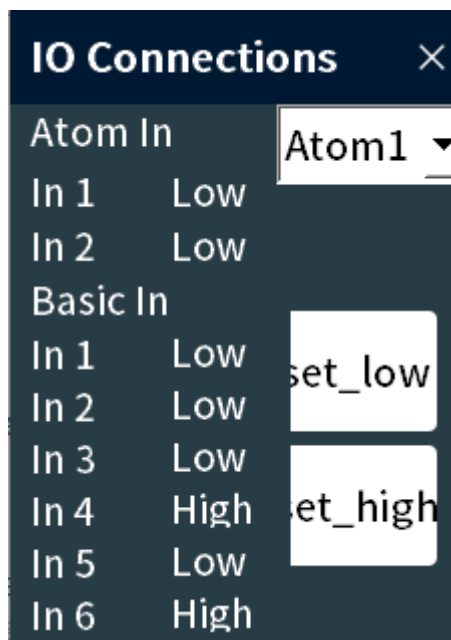 IO Connections ×
Atom In
Atom1
In 1 Low
In 2 Low
Basic In
In 1 Low
In 2 Low
set_low
In 3 Low
In 4 High
set_high
In 5 Low
In 6 High